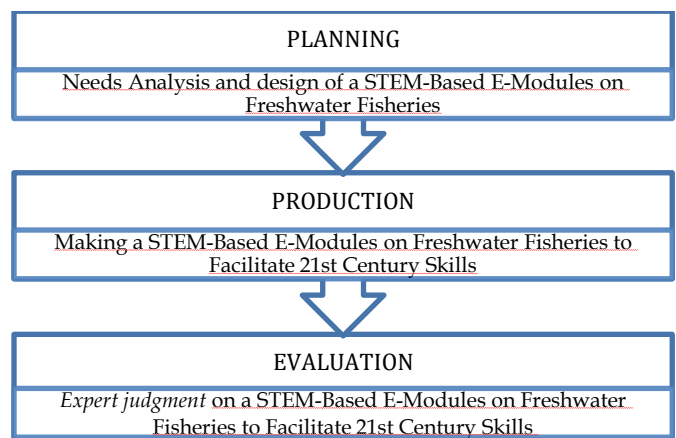 PLANNING
Needs Analysis and design of a STEM-Based E-Modules on
Freshwater Fisheries
PRODUCTION
Making a STEM-Based E-Modules on Freshwater Fisheries to
Facilitate 21st Century Skills
EVALUATION
Expert judgment on a STEM-Based E-Modules on Freshwater
Fisheries to Facilitate 21st Century Skills